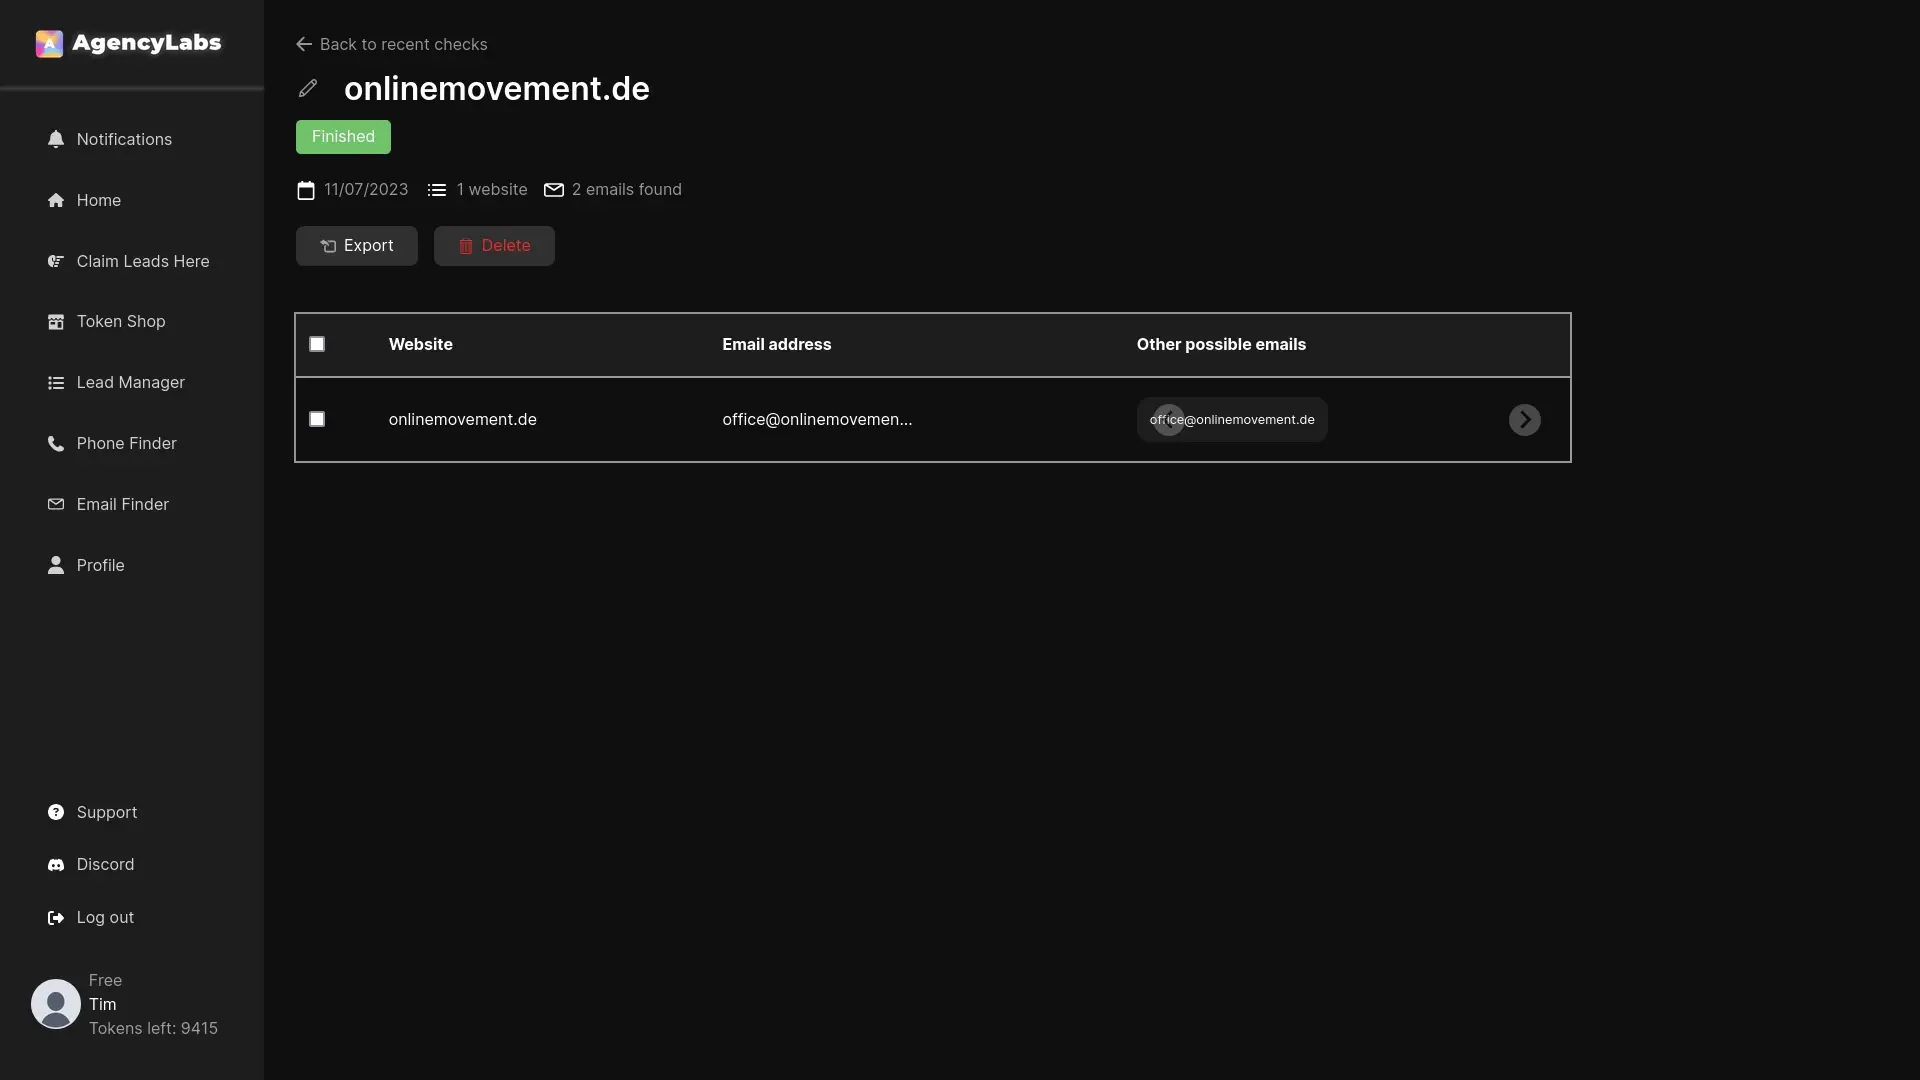 AgencyLabs
Notifications
Home
Claim Leads Here
Token Shop
Lead Manager
Phone Finder
Email Finder
Profile
Support
Discord
Log out
Free
Tim
Tokens left: 9415
Back to recent checks
onlinemovement.de
Finished
11/07/2023 1 website 2 emails found
Export Delete
Website Email address Other possible emails
onlinemovement.de office@onlinemovemen... office@onlinemovement.de